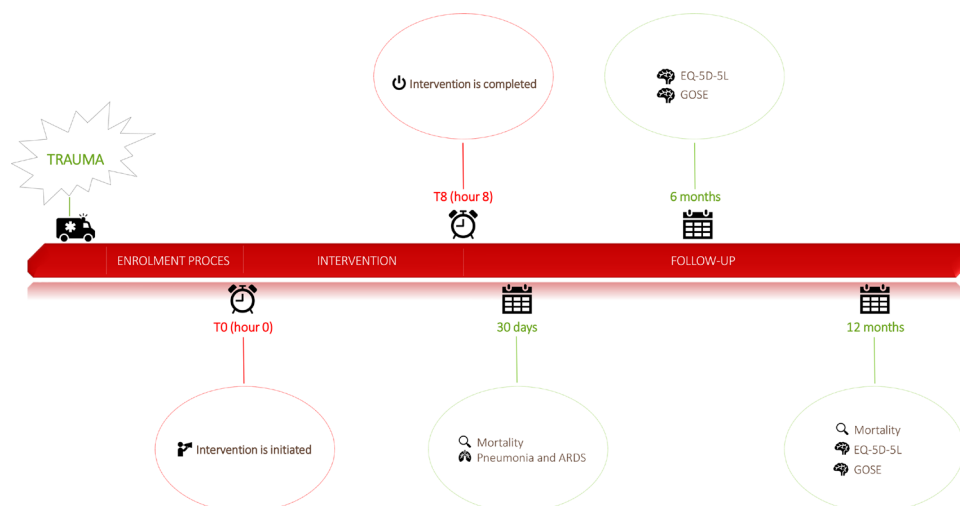 Intervention is completed
EQ-5D-5L
GOSE
TRAUMA
T8 (hour 8)
6 months
ENROLMENT PROCES
INTERVENTION
FOLLOW-UP
T0 (hour 0)
30 days
12 months
Intervention is initiated
Mortality
Pneumonia and ARDS
Mortality
EQ-5D-5L
GOSE